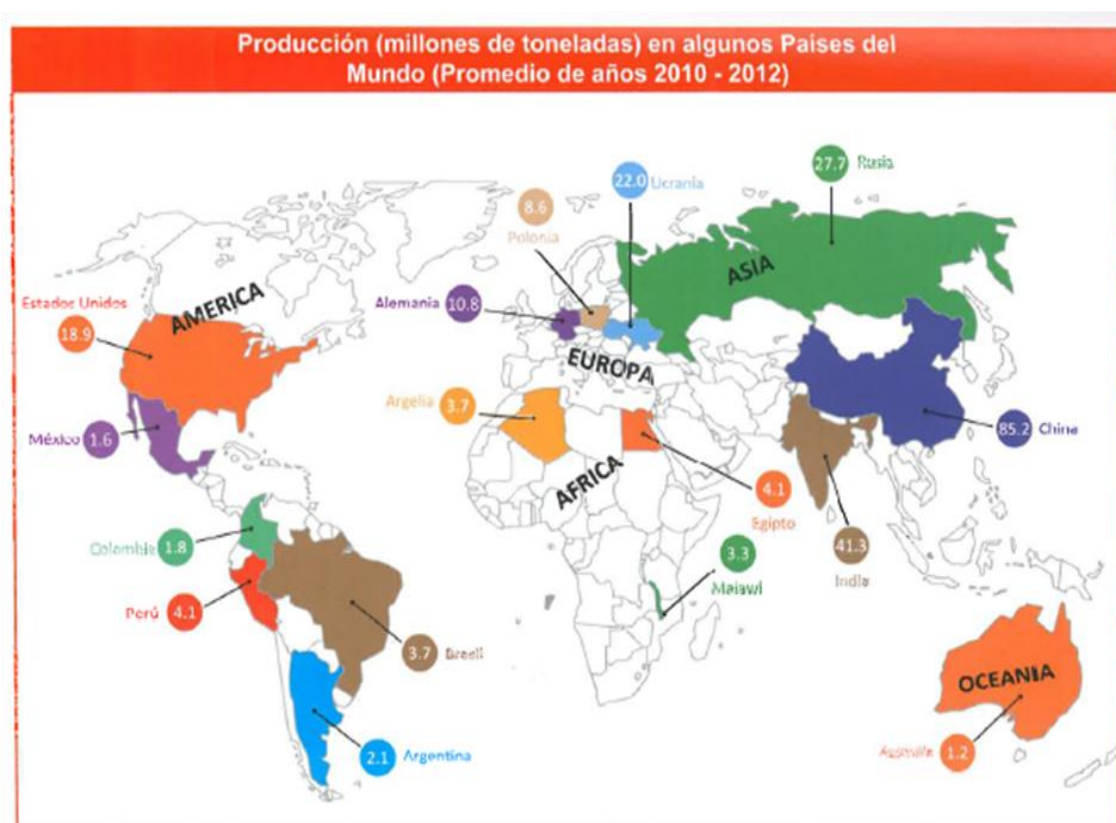 Producción (millones de toneladas) en algunos Países del
Mundo (Promedio de años 2010 - 2012)
27.7 Rusia
22.0 Ucrania
8.6
Polonia
ASIA
Alemania 10.8
Estados Unidos
AMERICA
18.9
EUROPA
Argelia 3.7
México 1.6
85.2 China
AFRICA
4.1
Egipto
41.3
India
Colombia 1.8
3.3
Malawi
Perú 4.1
3.7 Brasil
OCEANIA
2.1 Argentina
Australia 1.2